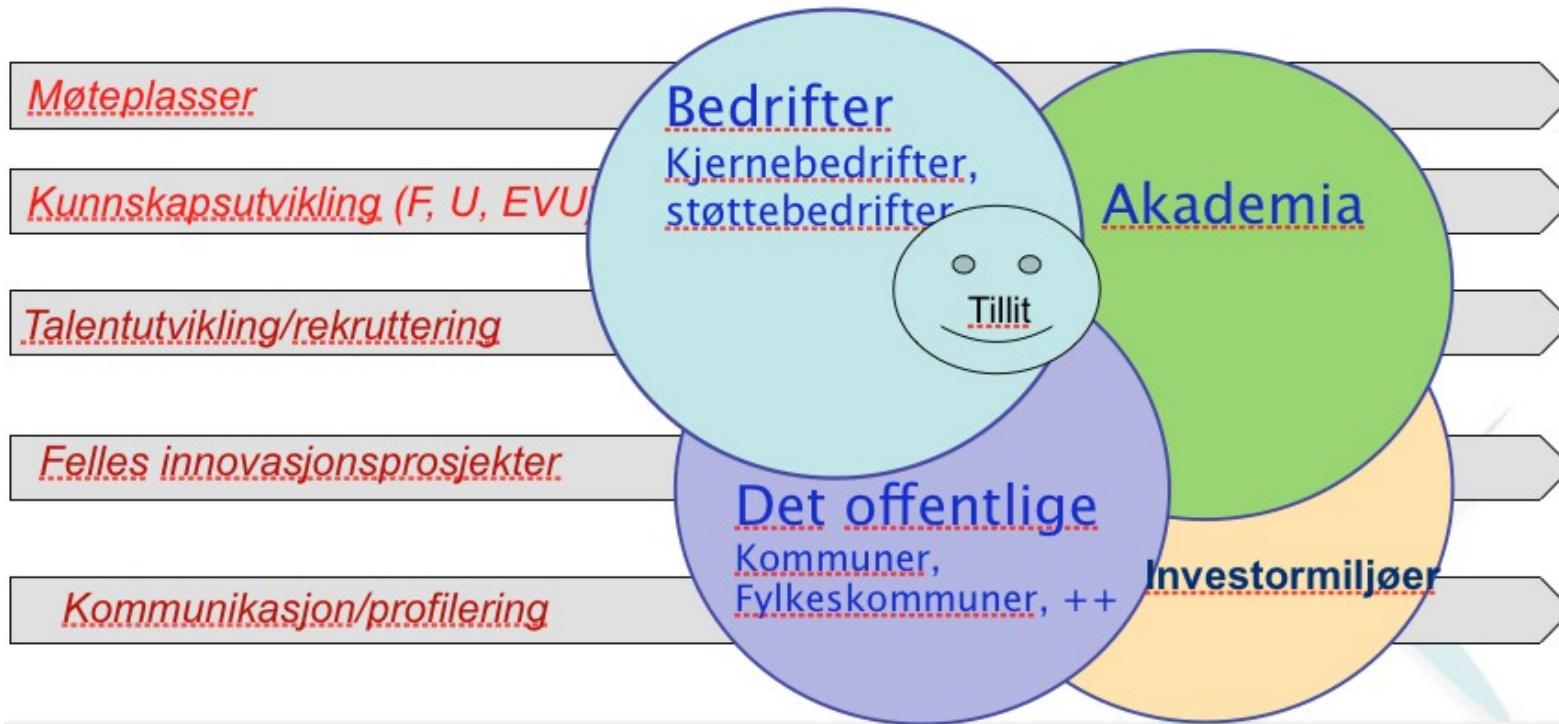 Møteplasser
Kunnskapsutvikling (F, U, EVU)
Talentutvikling/rekruttering
Felles innovasjonsprosjekter
Kommunikasjon/profilering
Bedrifter
Kjernebedrifter,
støttebedrifter
Akademia
Tillit
Det offentlige
Kommuner,
Fylkeskommuner, ++
Investormiljøer